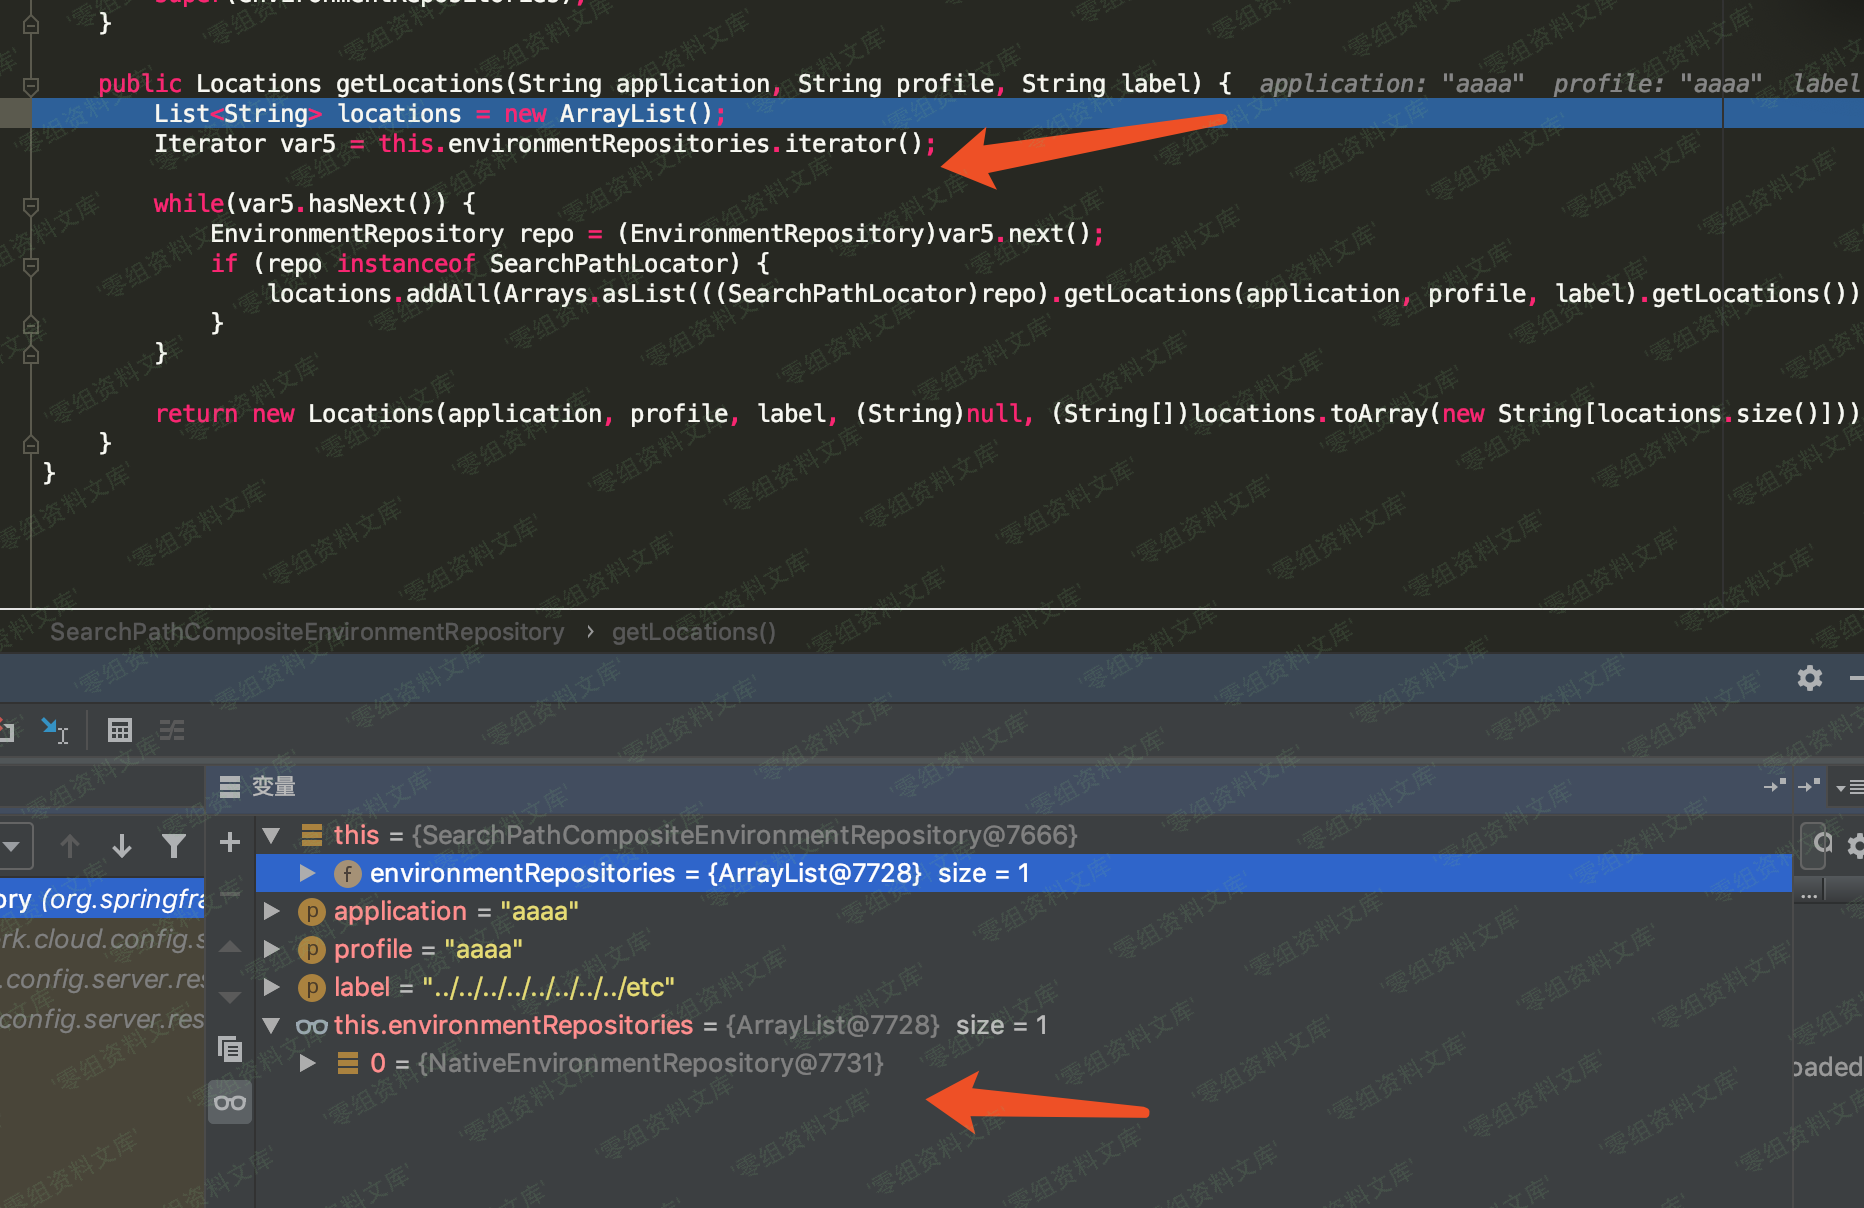 super(environmentRepositories);
}
public Locations getLocations(String application, String profile, String label) { application: "aaaa" profile: "aaaa" label
List<String> locations = new ArrayList();
Iterator var5 = this.environmentRepositories.iterator();
while(var5.hasNext()) {
EnvironmentRepository repo = (EnvironmentRepository)var5.next();
if (repo instanceof SearchPathLocator) {
locations.addAll(Arrays.asList(((SearchPathLocator)repo).getLocations(application, profile, label).getLocations())
}
}
return new Locations(application, profile, label, (String)null, (String[])locations.toArray(new String[locations.size()]))
}
}
SearchPathCompositeEnvironmentRepository › getLocations()
变量
this = {SearchPathCompositeEnvironmentRepository@7666}
environmentRepositories = {ArrayList@7728} size = 1
application = "aaaa"
profile = "aaaa"
label = "../../../../../../../../etc"
this.environmentRepositories = {ArrayList@7728} size = 1
0 = {NativeEnvironmentRepository@7731}
ory (org.springfra
rk.cloud.config.s
.config.server.res
config.server.res
...
oaded
'零组资料文库'